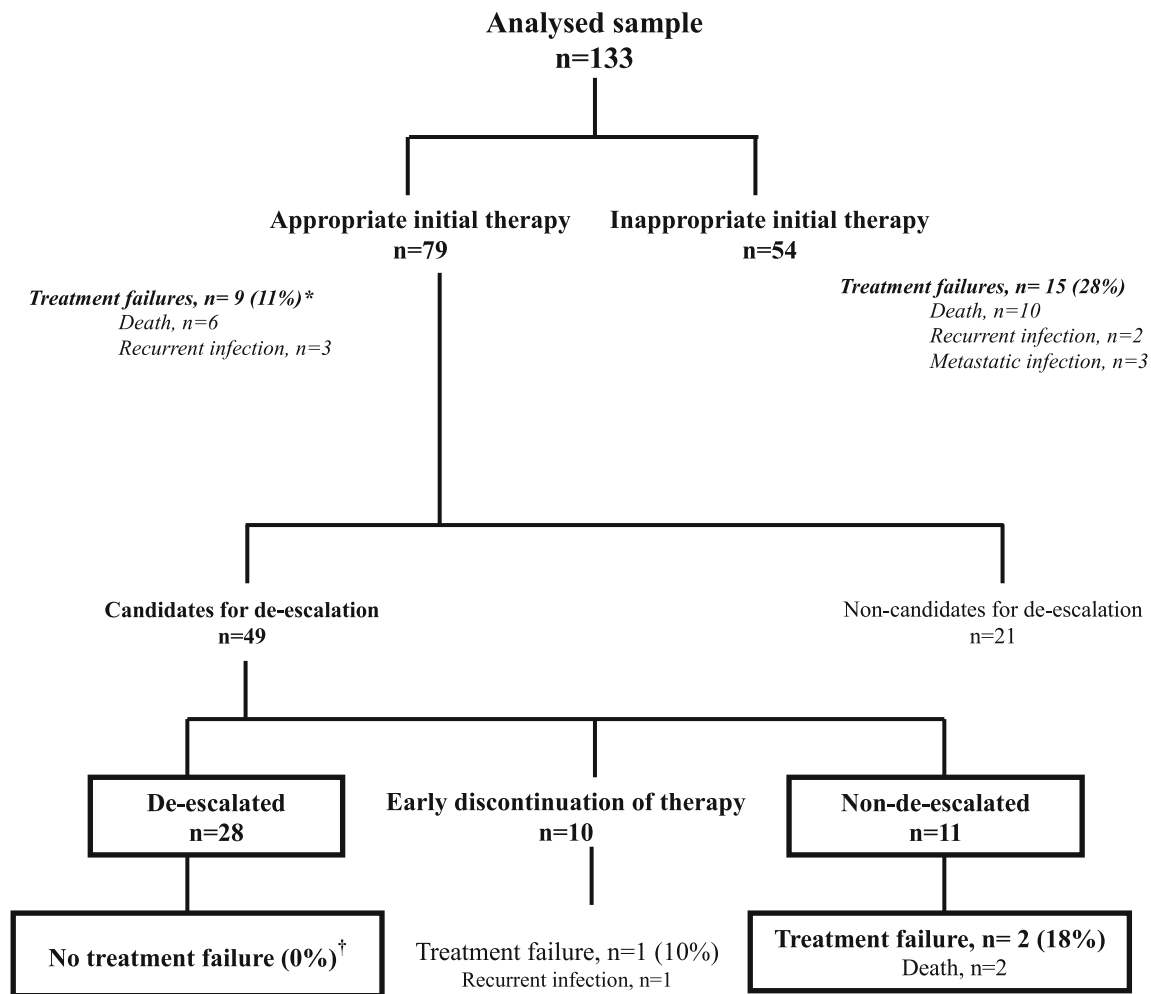 Analysed sample
n=133
Appropriate initial therapy
n=79
Inappropriate initial therapy
n=54
Treatment failures, n= 9 (11%)*
Death, n=6
Recurrent infection, n=3
Treatment failures, n= 15 (28%)
Death, n=10
Recurrent infection, n=2
Metastatic infection, n=3
Candidates for de-escalation
n=49
Non-candidates for de-escalation
n=21
De-escalated
n=28
Early discontinuation of therapy
n=10
Non-de-escalated
n=11
No treatment failure (0%)†
Treatment failure, n=1 (10%)
Recurrent infection, n=1
Treatment failure, n= 2 (18%)
Death, n=2